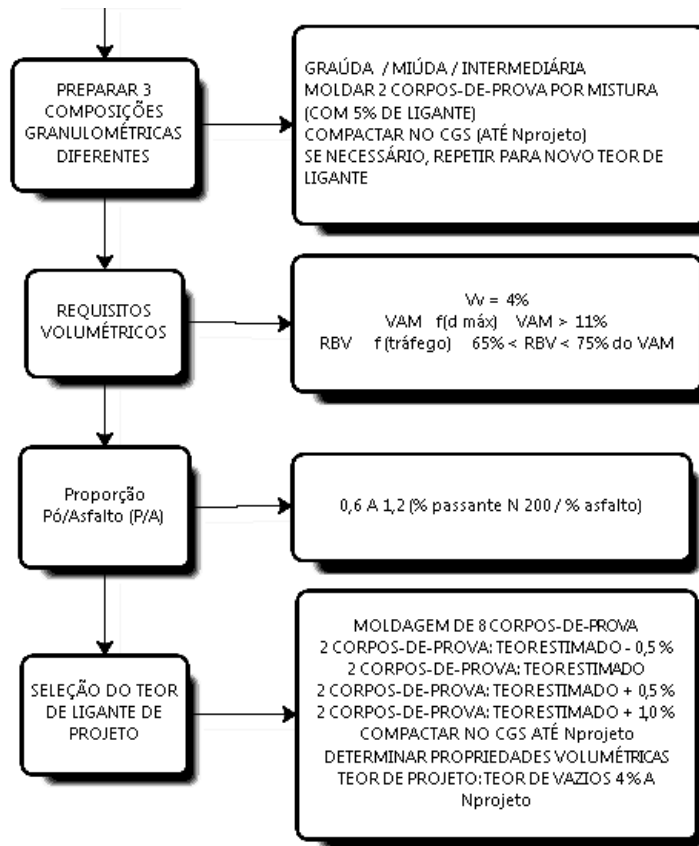 PREPARAR 3
COMPOSIÇÕES
GRANULOMÉTRICAS
DIFERENTES
GRAÚDA / MIÚDA / INTERMEDIÁRIA
MOLDAR 2 CORPOS-DE-PROVA POR MISTURA
(COM 5% DE LIGANTE)
COMPACTAR NO CGS (ATÉ Nprojeto)
SE NECESSÁRIO, REPETIR PARA NOVO TEOR DE
LIGANTE
REQUISITOS
VOLUMÉTRICOS
Vv = 4%
VAM f(d máx) VAM > 11%
RBV f(tráfego) 65% < RBV < 75% do VAM
Proporção
Pó/Asfalto (P/A)
0,6 A 1,2 (% passante N 200 / % asfalto)
SELEÇÃO DO TEOR
DE LIGANTE DE
PROJETO
MOLDAGEM DE 8 CORPOS-DE-PROVA
2 CORPOS-DE-PROVA: TEOR ESTIMADO - 0,5 %
2 CORPOS-DE-PROVA: TEOR ESTIMADO
2 CORPOS-DE-PROVA: TEOR ESTIMADO + 0,5 %
2 CORPOS-DE-PROVA: TEOR ESTIMADO + 1,0 %
COMPACTAR NO CGS ATÉ Nprojeto
DETERMINAR PROPRIEDADES VOLUMÉTRICAS
TEOR DE PROJETO: TEOR DE VAZIOS 4 % A
Nprojeto